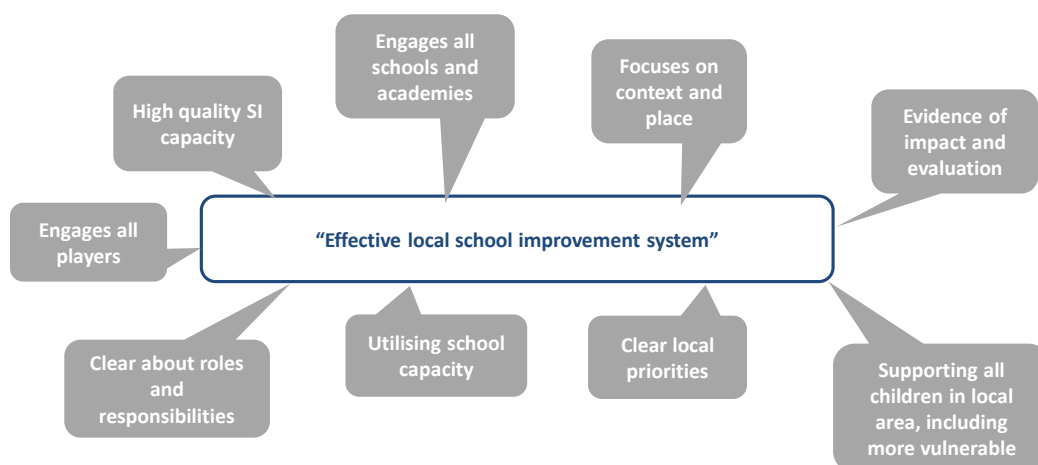 Engages all
schools and
academies
Focuses on
context and
place
High quality SI
capacity
Evidence of
impact and
evaluation
Engages all
players
“Effective local school improvement system”
Clear about roles
and
responsibilities
Utilising school
capacity
Clear local
priorities
Supporting all
children in local
area, including
more vulnerable